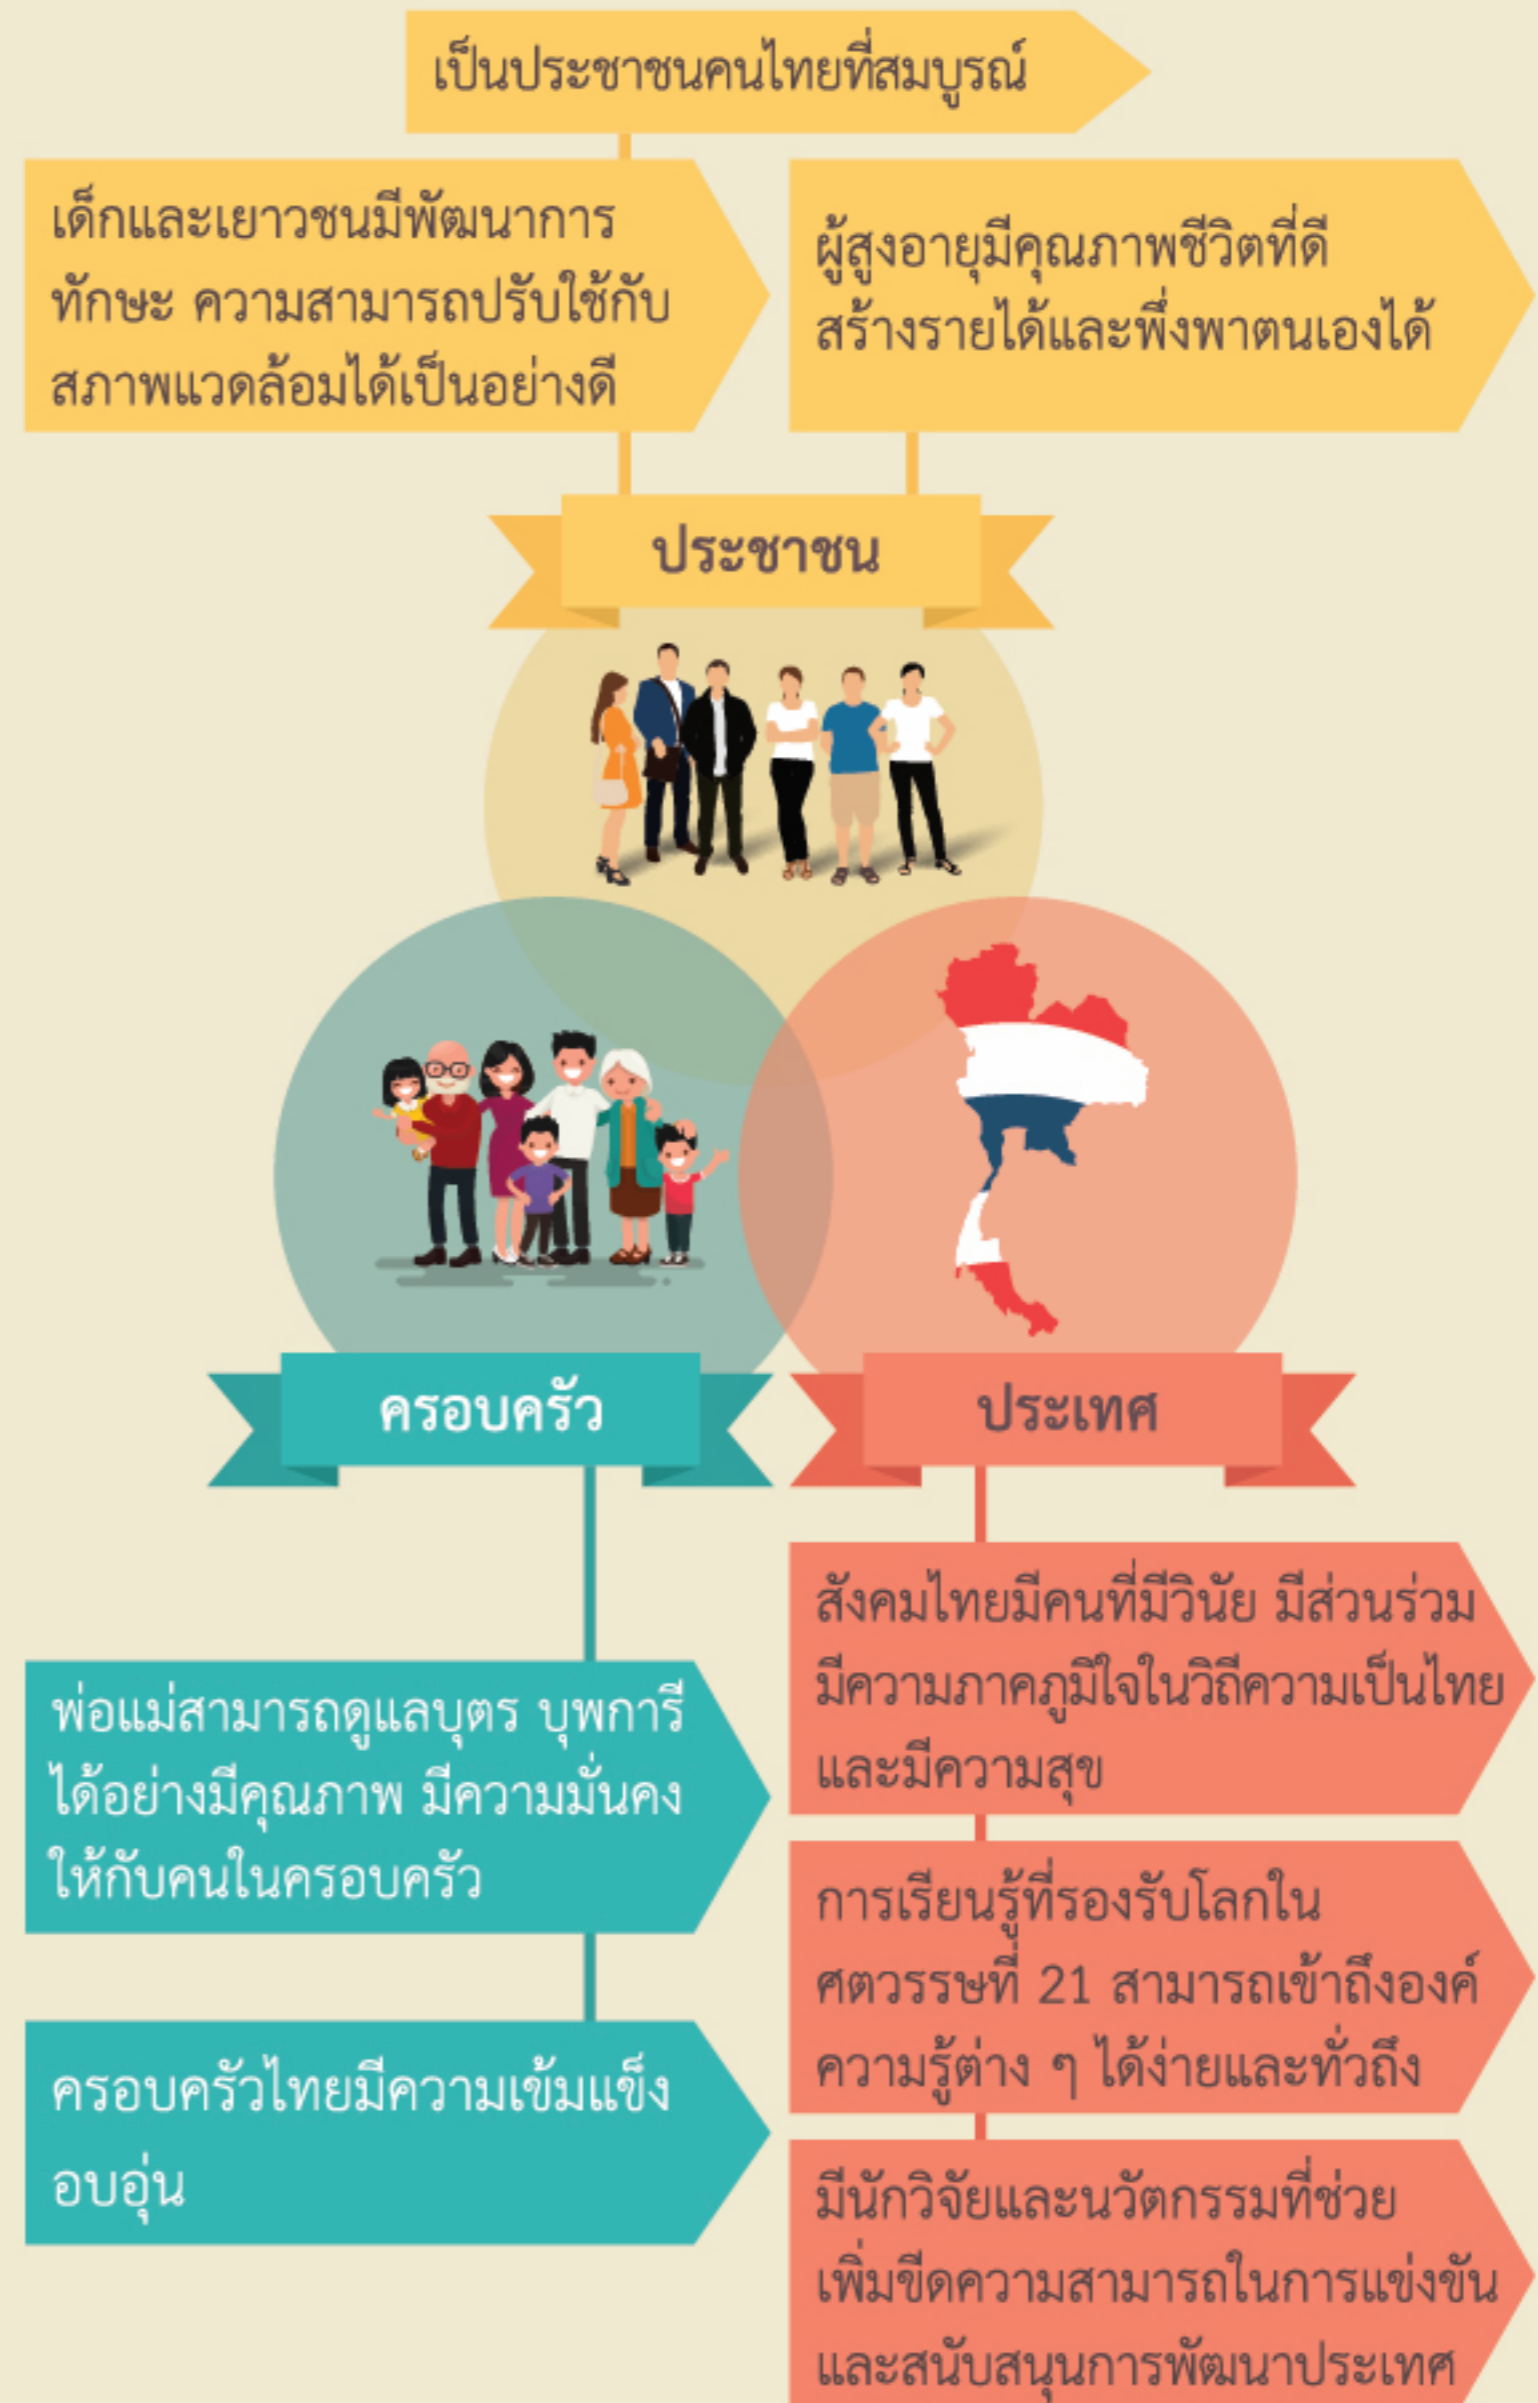 เป็นประชาชนคนไทยที่สมบูรณ์
เด็กและเยาวชนมีพัฒนาการ
ทักษะ ความสามารถปรับใช้กับ
สภาพแวดล้อมได้เป็นอย่างดี
ผู้สูงอายุมีคุณภาพชีวิตที่ดี
สร้างรายได้และพึ่งพาตนเองได้
ประชาชน
ครอบครัว
พ่อแม่สามารถดูแลบุตร บุพการี
ได้อย่างมีคุณภาพ มีความมั่นคง
ให้กับคนในครอบครัว
ครอบครัวไทยมีความเข้มแข็ง
อบอุ่น
ประเทศ
สังคมไทยมีคนที่มีวินัย มีส่วนร่วม
มีความภาคภูมิใจในวิถีความเป็นไทย
และมีความสุข
การเรียนรู้ที่รองรับโลกใน
ศตวรรษที่ 21 สามารถเข้าถึงองค์
ความรู้ต่าง ๆ ได้ง่ายและทั่วถึง
มีนักวิจัยและนวัตกรรมที่ช่วย
เพิ่มขีดความสามารถในการแข่งขัน
และสนับสนุนการพัฒนาประเทศ